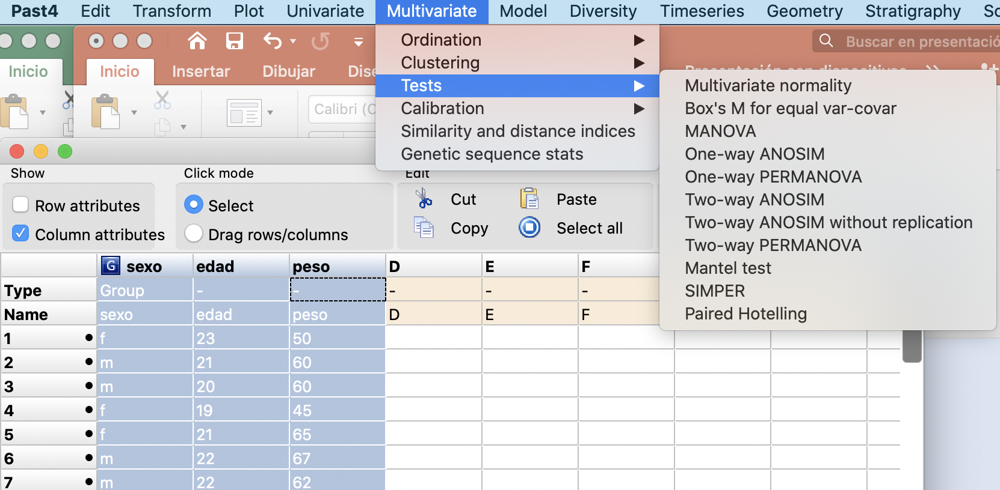 Past4 Edit Transform Plot Univariate Multivariate Model Diversity Timeseries Geometry Stratigraphy
Buscar en presentació
Inicio
Inicio Insertar Dibujar
Presentación con diapositivas
Calibri
Ordination
Clustering
Tests
Calibration
Similarity and distance indices
Genetic sequence stats
Multivariate normality
Box's M for equal var-covar
MANOVA
One-way ANOSIM
One-way PERMANOVA
Two-way ANOSIM
Two-way ANOSIM without replication
Two-way PERMANOVA
Mantel test
SIMPER
Paired Hotelling
Show Click mode Edit
Row attributes Select Cut Paste
Column attributes Drag rows/columns Copy Select all
G sexo edad peso D E F
Type Group - - - - -
Name sexo edad peso D E F
1 • f 23 50
2 • m 21 60
3 • m 20 60
4 • f 19 45
5 • f 21 65
6 • m 22 67
7 • m 22 62